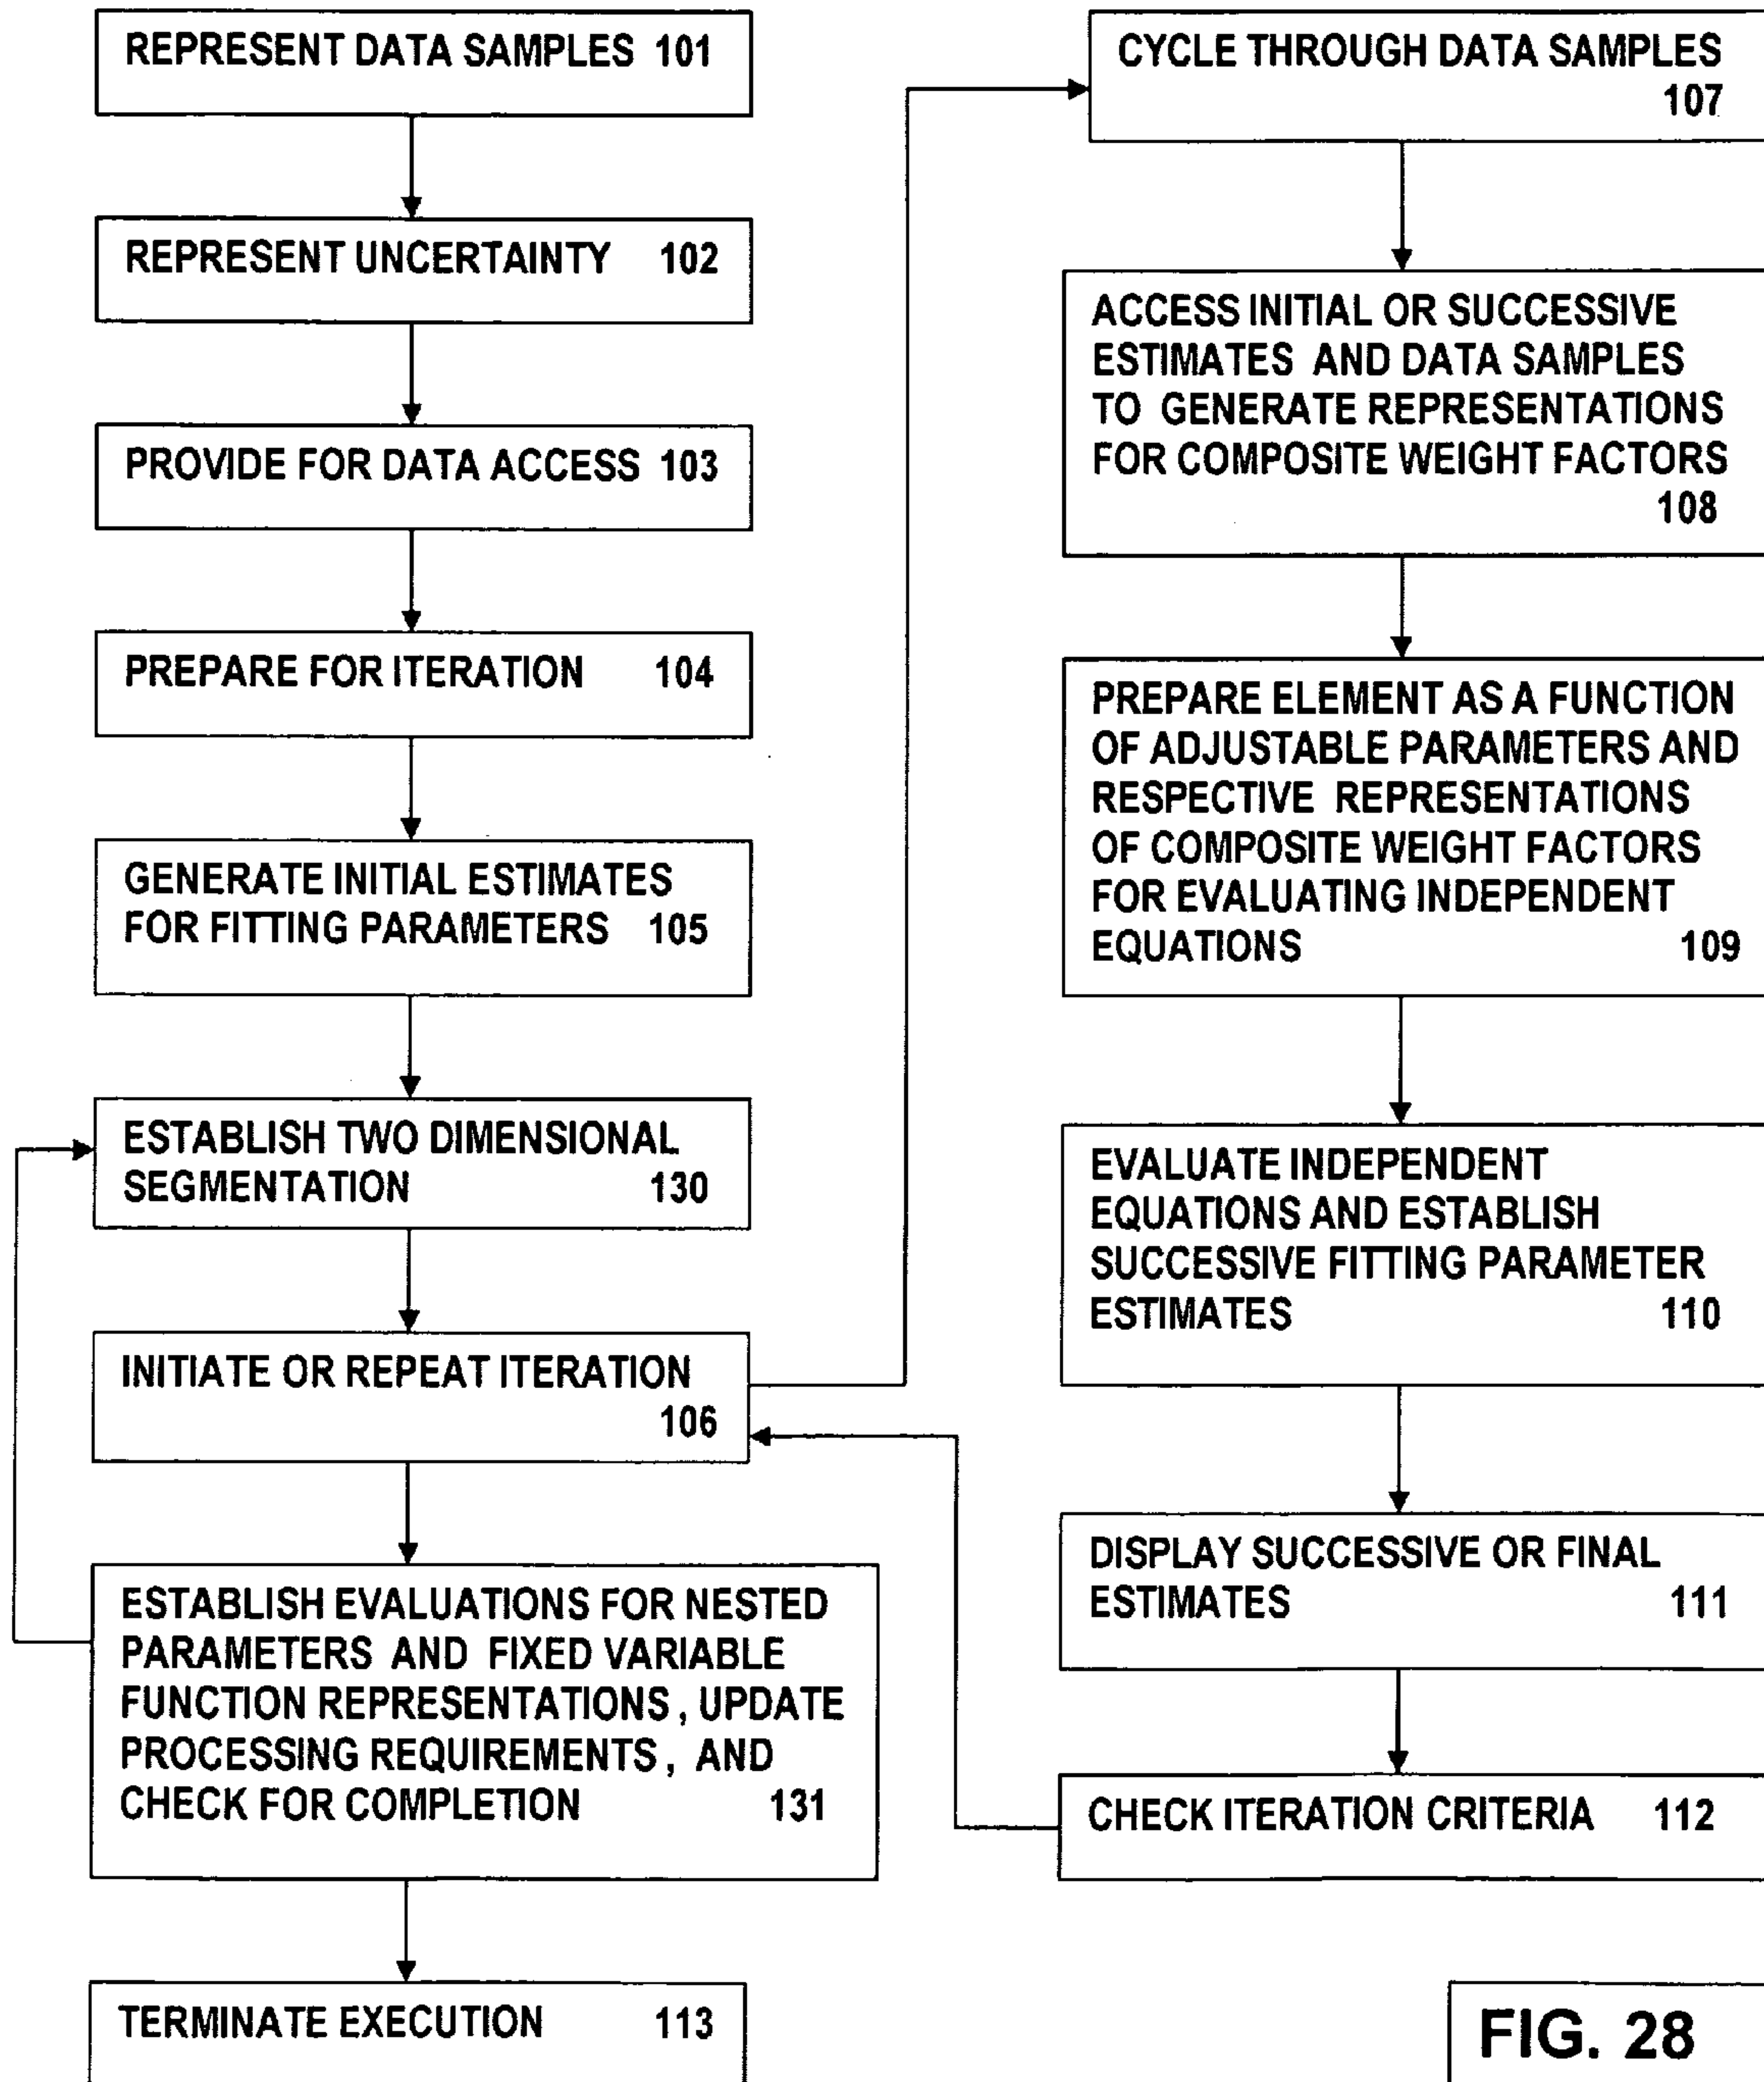 REPRESENT DATA SAMPLES 101
REPRESENT UNCERTAINTY 102
PROVIDE FOR DATA ACCESS 103
PREPARE FOR ITERATION 104
GENERATE INITIAL ESTIMATES
FOR FITTING PARAMETERS 105
ESTABLISH TWO DIMENSIONAL
SEGMENTATION 130
INITIATE OR REPEAT ITERATION
106
ESTABLISH EVALUATIONS FOR NESTED
PARAMETERS AND FIXED VARIABLE
FUNCTION REPRESENTATIONS , UPDATE
PROCESSING REQUIREMENTS , AND
CHECK FOR COMPLETION 131
TERMINATE EXECUTION 113
CYCLE THROUGH DATA SAMPLES
107
ACCESS INITIAL OR SUCCESSIVE
ESTIMATES AND DATA SAMPLES
TO GENERATE REPRESENTATIONS
FOR COMPOSITE WEIGHT FACTORS
108
PREPARE ELEMENT AS A FUNCTION
OF ADJUSTABLE PARAMETERS AND
RESPECTIVE REPRESENTATIONS
OF COMPOSITE WEIGHT FACTORS
FOR EVALUATING INDEPENDENT
EQUATIONS 109
EVALUATE INDEPENDENT
EQUATIONS AND ESTABLISH
SUCCESSIVE FITTING PARAMETER
ESTIMATES 110
DISPLAY SUCCESSIVE OR FINAL
ESTIMATES 111
CHECK ITERATION CRITERIA 112
FIG. 28